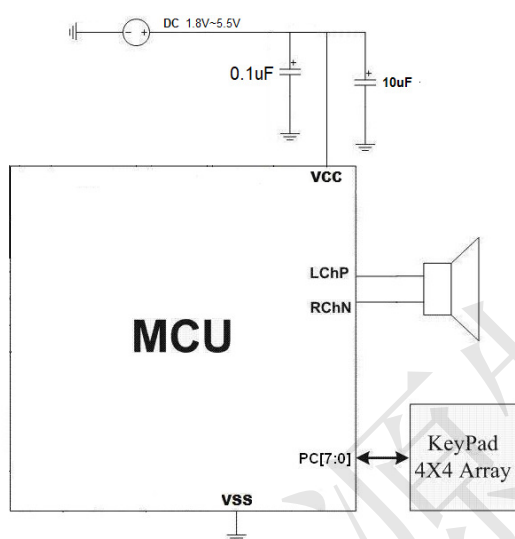 - + DC 1.8V~5.5V
0.1uF
+
10uF
+
VCC
LChP
RChN
MCU
PC[7:0]
KeyPad
4X4 Array
VSS